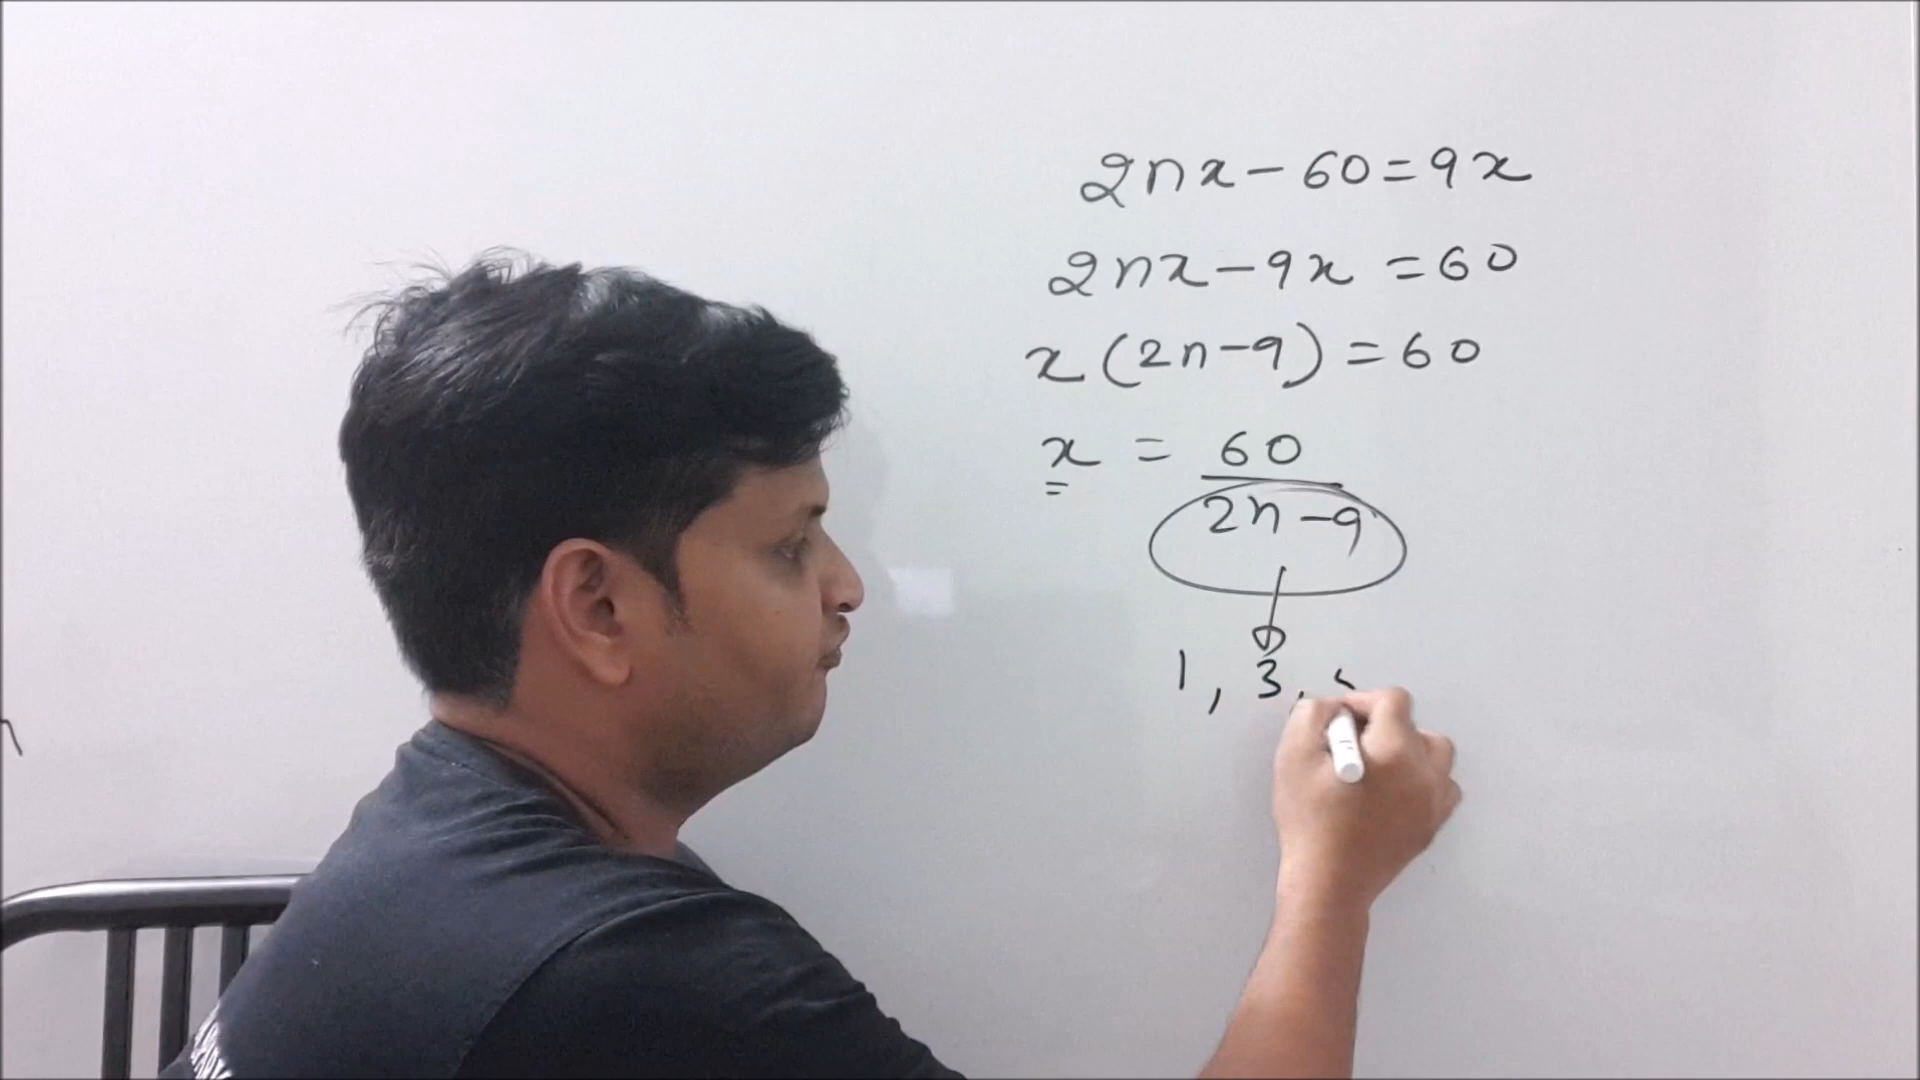 2nx - 60 = 9x
2nx - 9x = 60
x (2n - 9) = 60
x = 60
2n - 9
1, 3,